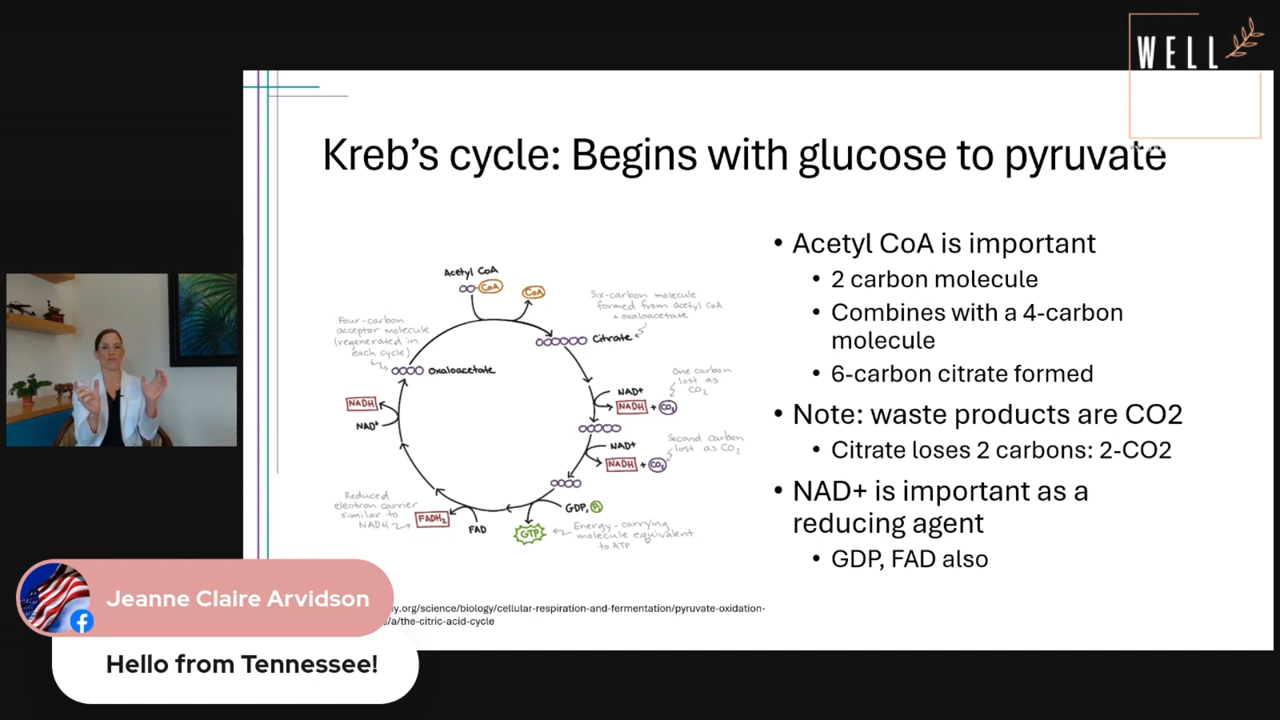 WELL
Kreb’s cycle: Begins with glucose to pyruvate
Acetyl CoA
CoA
CoA
Six-carbon molecule
formed from acetyl CoA
+ oxaloacetate
Citrate
Four-carbon
acceptor molecule
(regenerated in
each cycle)
Oxaloacetate
One carbon
lost as
CO2
NAD+
NADH + CO2
Second carbon
lost as CO2
NAD+
NADH + CO2
GDP, P
GTP
Energy-carrying
molecule equivalent
to ATP
FAD
FADH2
Reduced
electron carrier
similar to
NADH
NAD+
NADH
• Acetyl CoA is important
• 2 carbon molecule
• Combines with a 4-carbon
molecule
• 6-carbon citrate formed
• Note: waste products are CO2
• Citrate loses 2 carbons: 2-CO2
• NAD+ is important as a
reducing agent
• GDP, FAD also
y.org/science/biology/cellular-respiration-and-fermentation/pyruvate-oxidation-
/a/the-citric-acid-cycle
Jeanne Claire Arvidson
Hello from Tennessee!